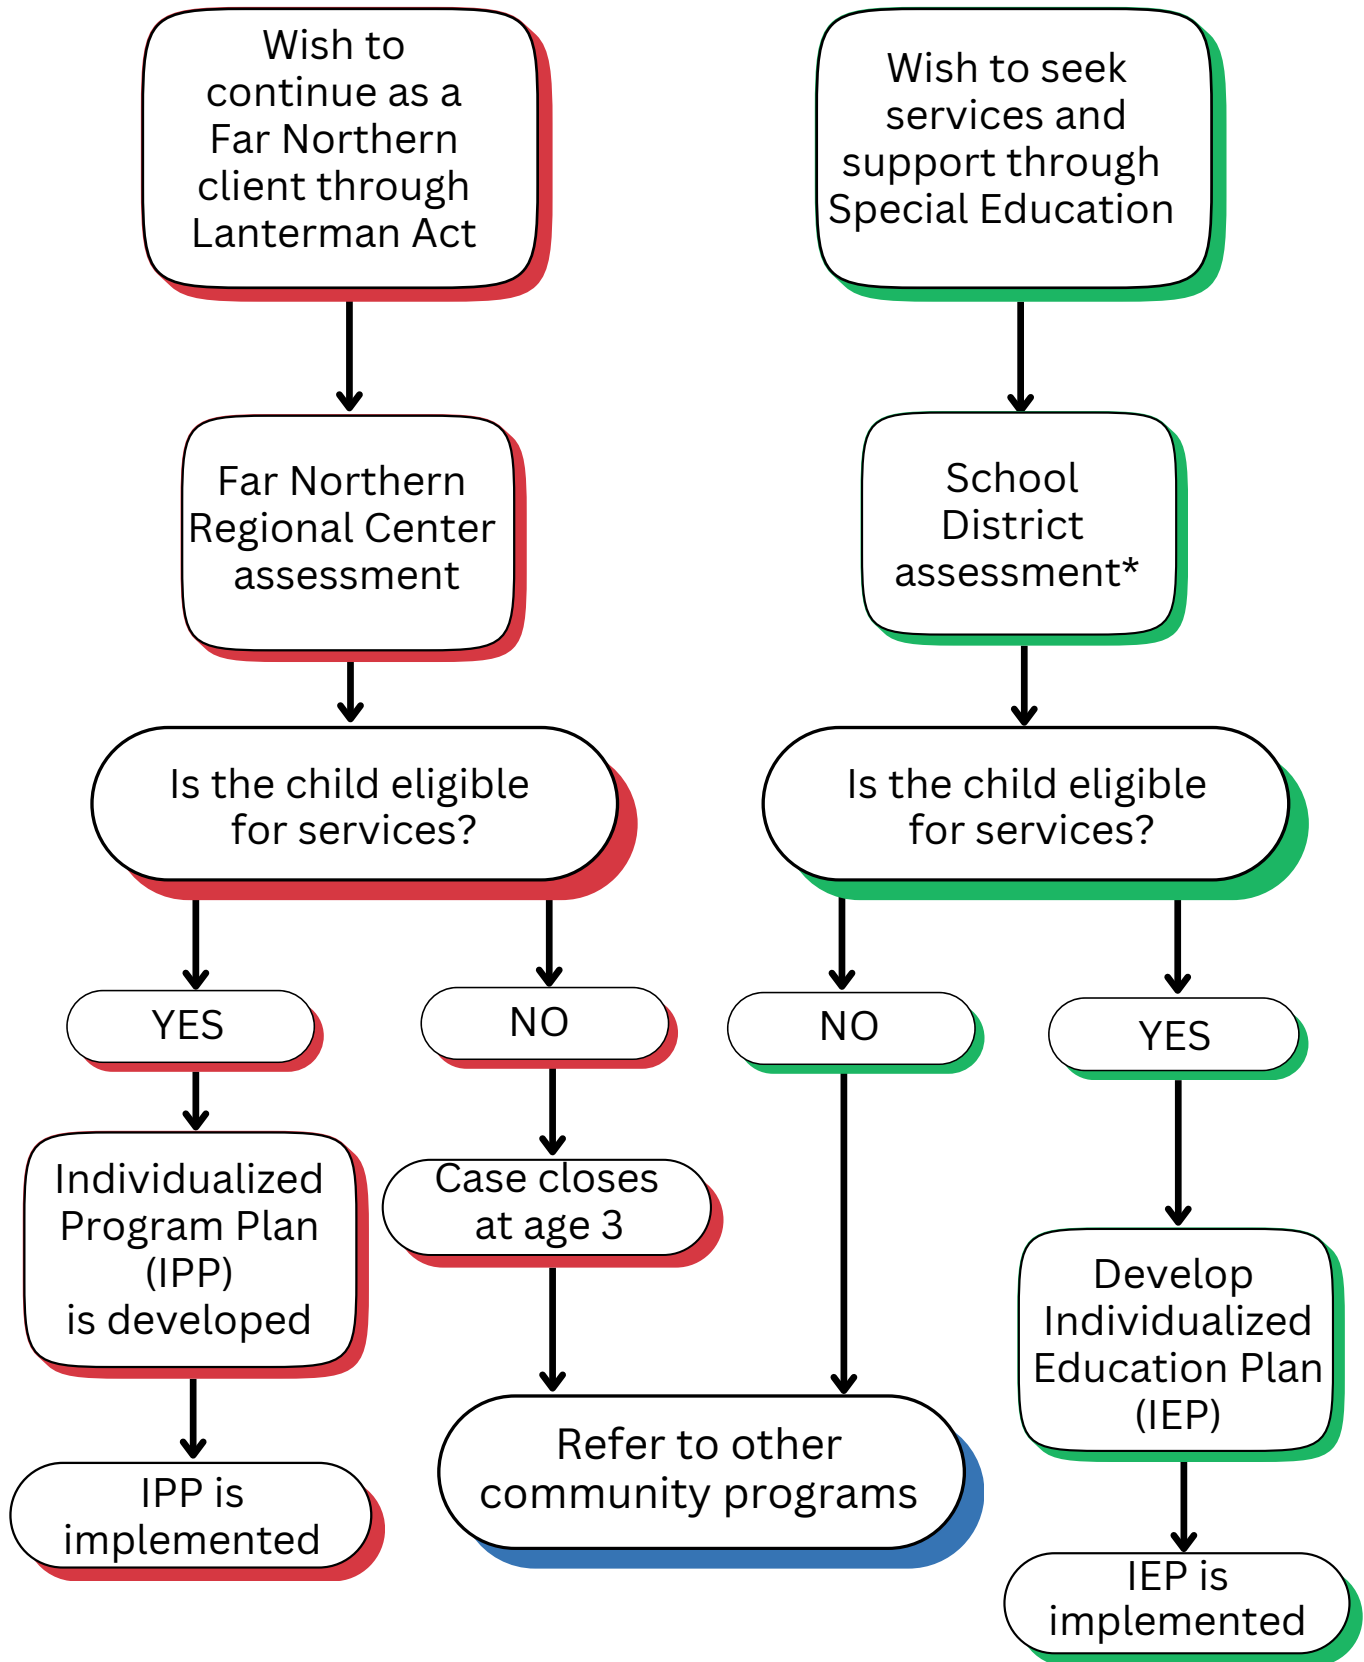 Wish to
continue as a
Far Northern
client through
Lanterman Act
Wish to seek
services and
support through
Special Education
Far Northern
Regional Center
assessment
School
District
assessment*
Is the child eligible
for services?
Is the child eligible
for services?
YES
NO
NO
YES
Individualized
Program Plan
(IPP)
is developed
Case closes
at age 3
Develop
Individualized
Education Plan
(IEP)
IPP is
implemented
Refer to other
community programs
IEP is
implemented